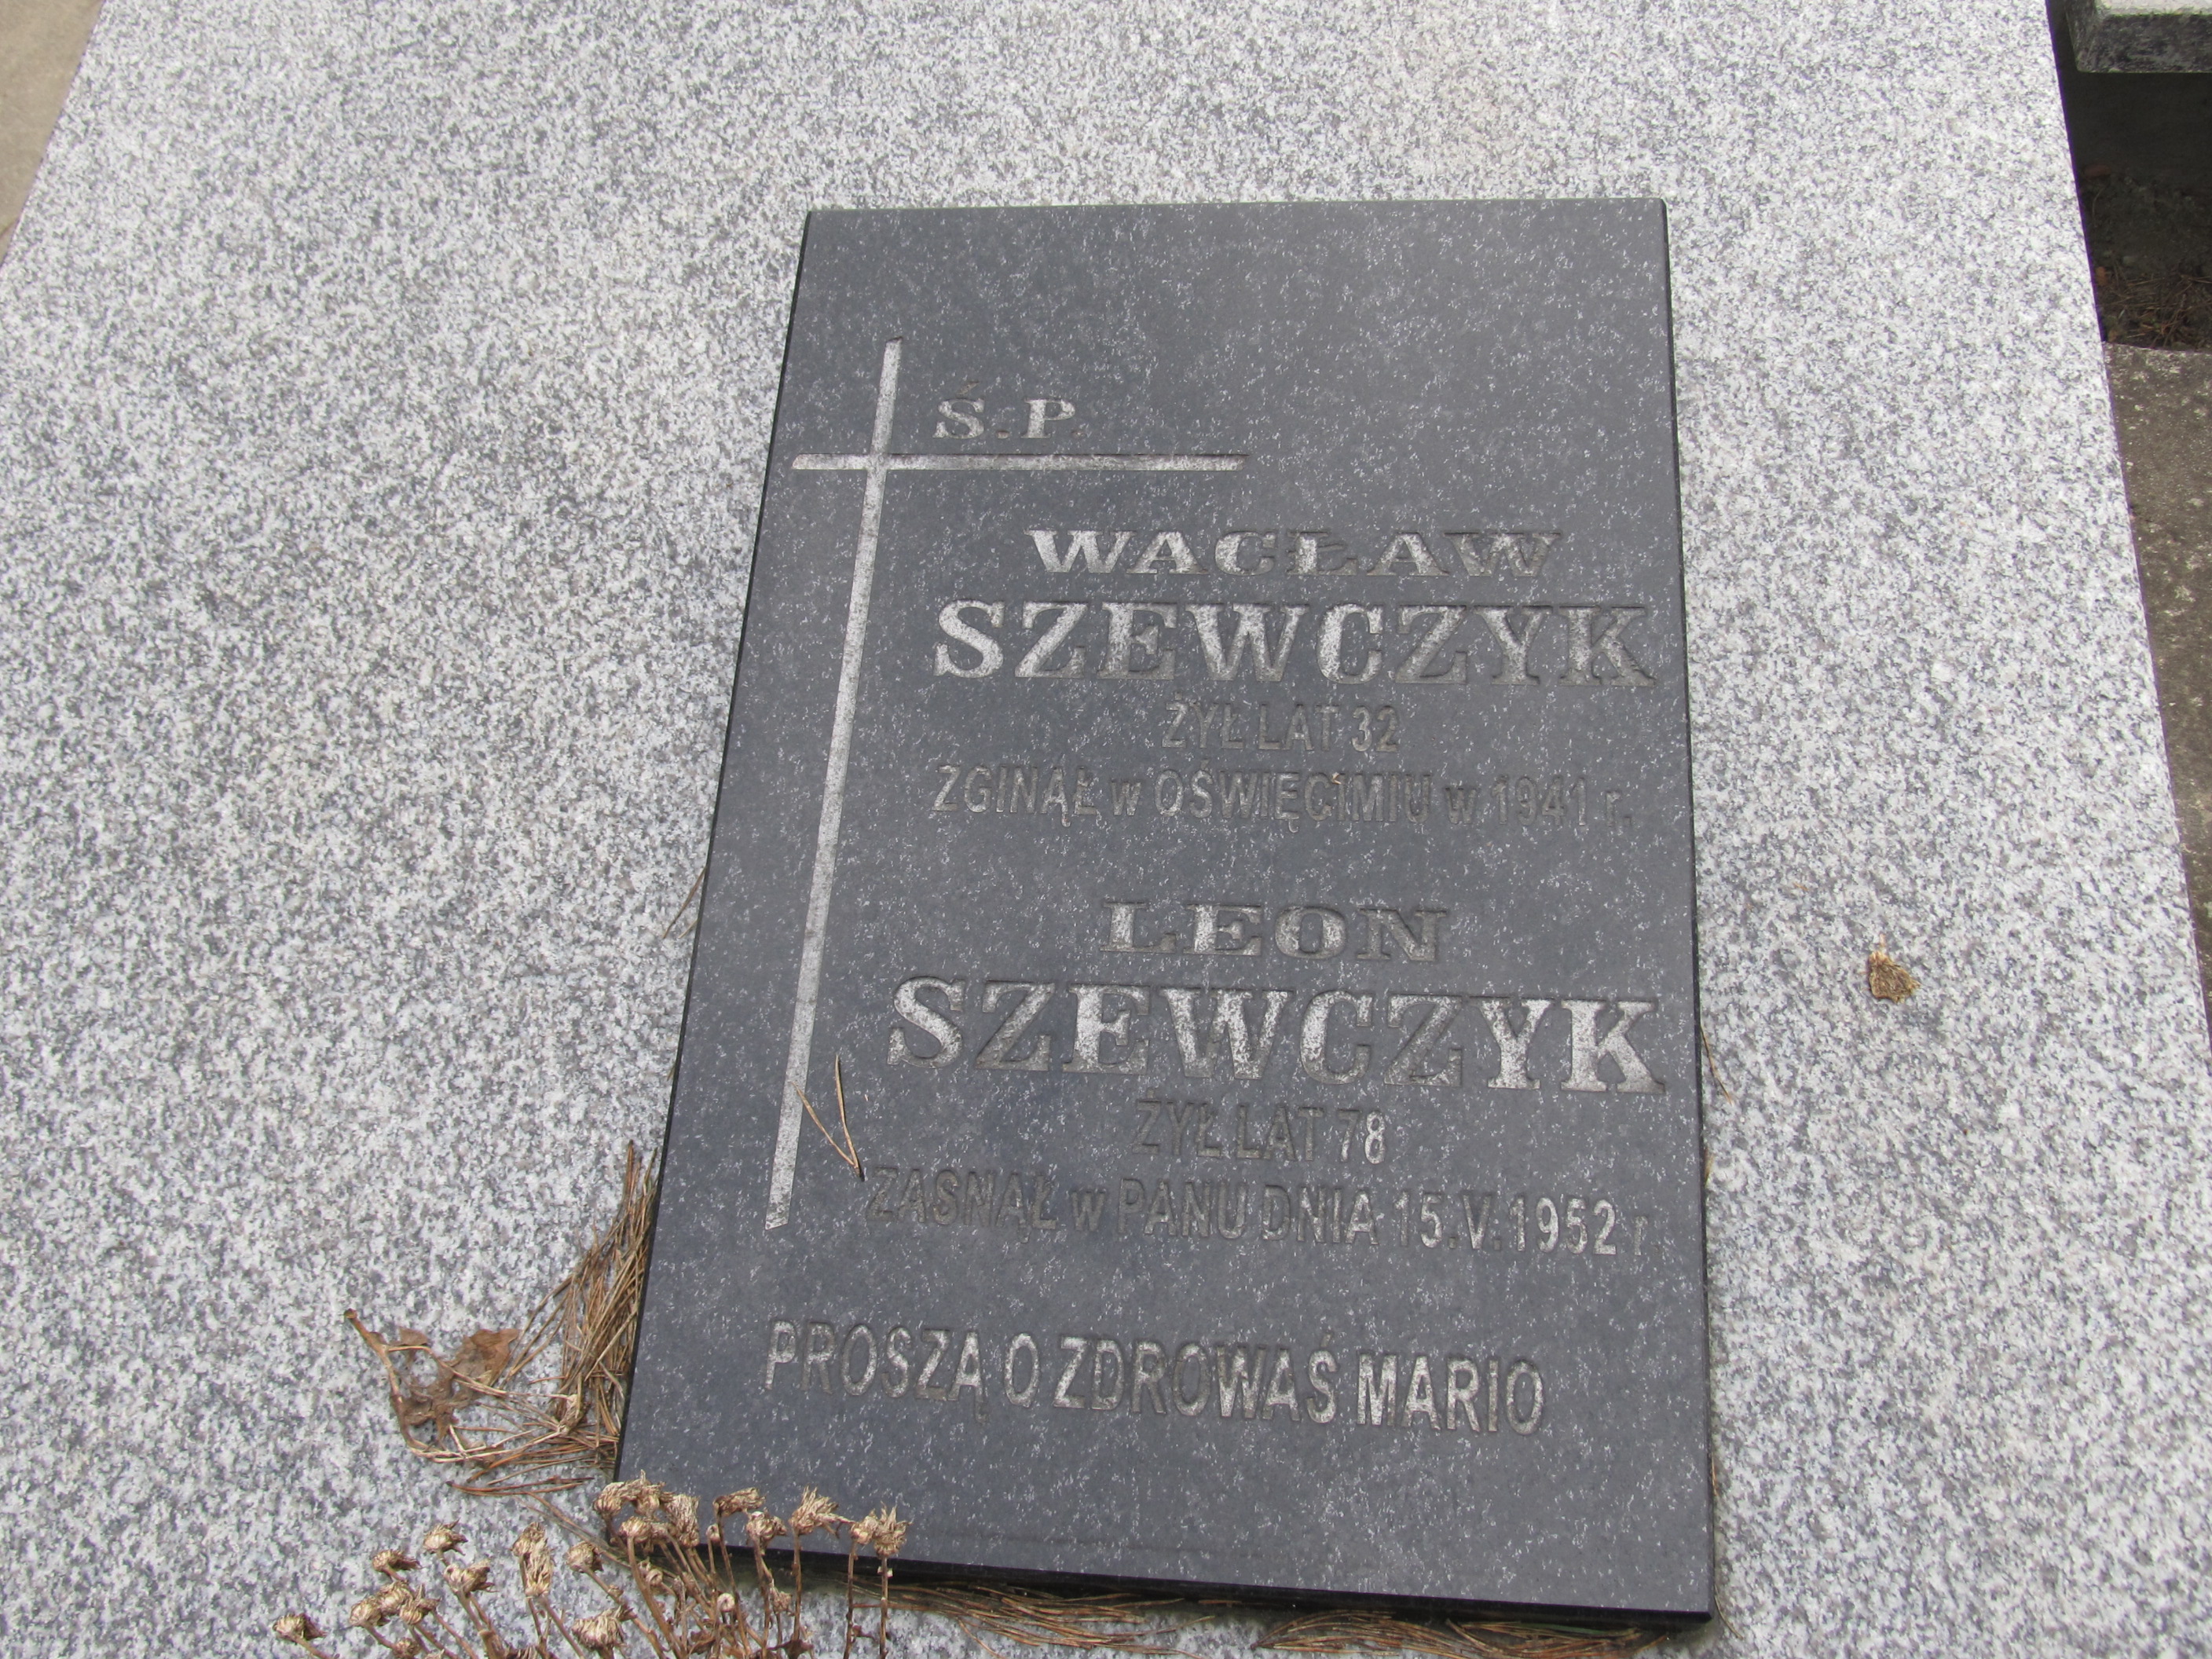 Ś.P.
WACŁAW
SZEWCZYK
ŻYŁ LAT 32
ZGINĄŁ w OŚWIĘCIMIU w 1941 r.
LEON
SZEWCZYK
ŻYŁ LAT 78
ZASNĄŁ w PANU DNIA 15.V.1952 r.
PROSZĄ O ZDROWAŚ MARIO